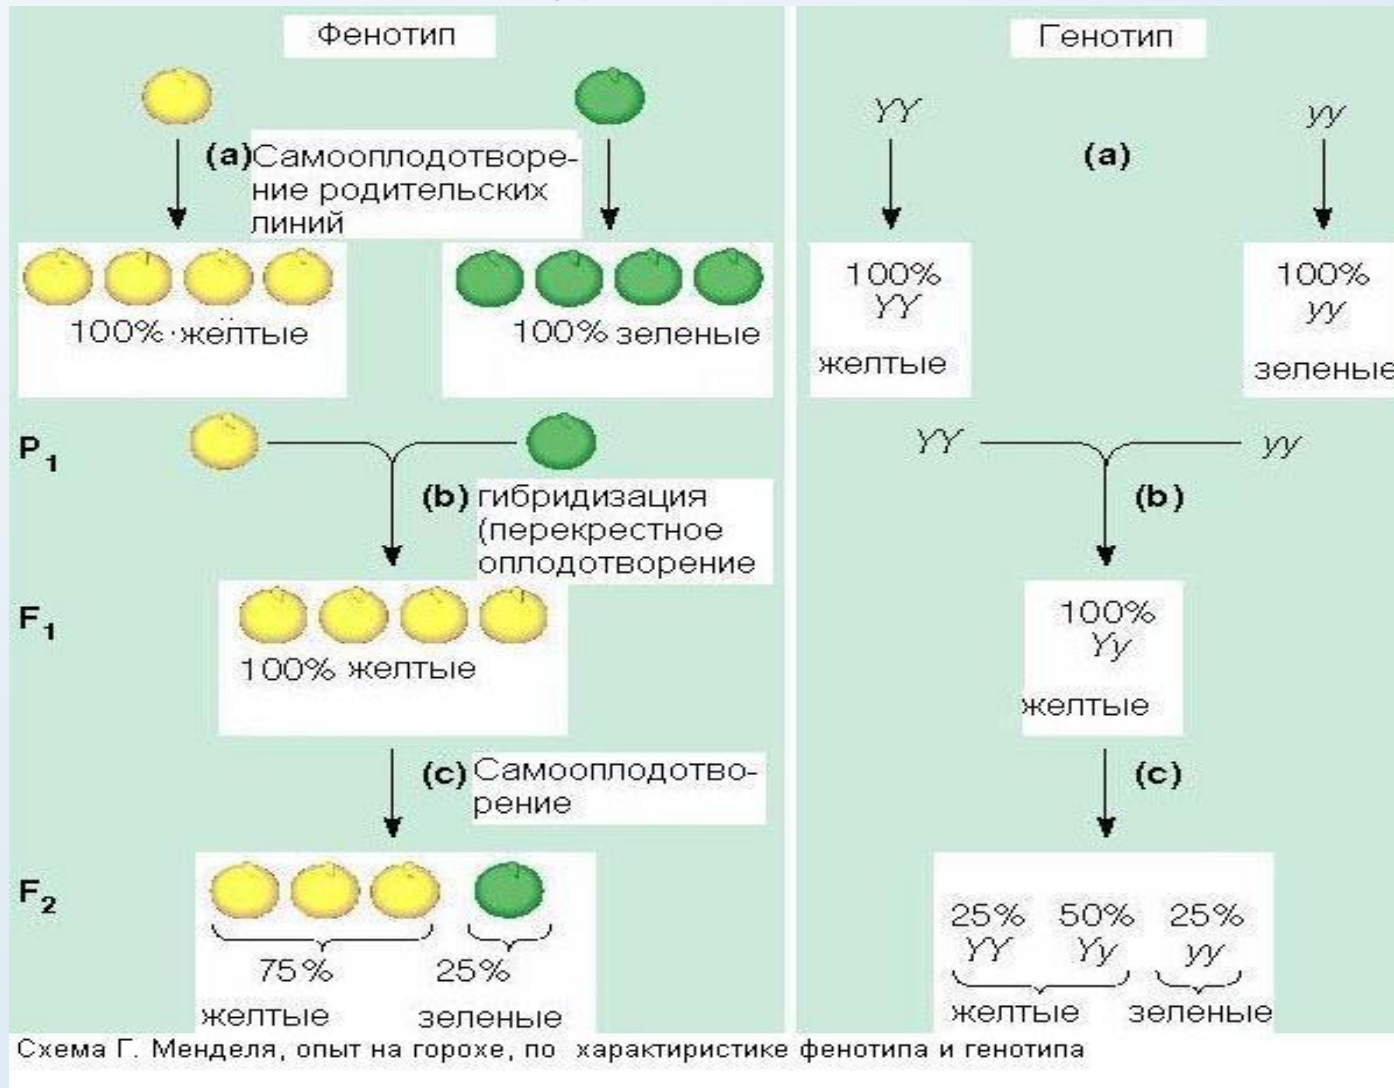 Фенотип
(a) Самооплодотворе-
ение родительских
линий
100% желтые
100% зеленые
P1
(b) гибридизация
(перекрестное
оплодотворение
F1
100% желтые
(c) Самооплодотво-
рение
F2
75% 25%
желтые зеленые
Генотип
YY yy
(a)
100%
YY
желтые
100%
yy
зеленые
YY yy
(b)
100%
Yy
желтые
(c)
25% 50% 25%
YY Yy yy
желтые зеленые
Схема Г. Менделя, опыт на горохе, по характиристике фенотипа и генотипа